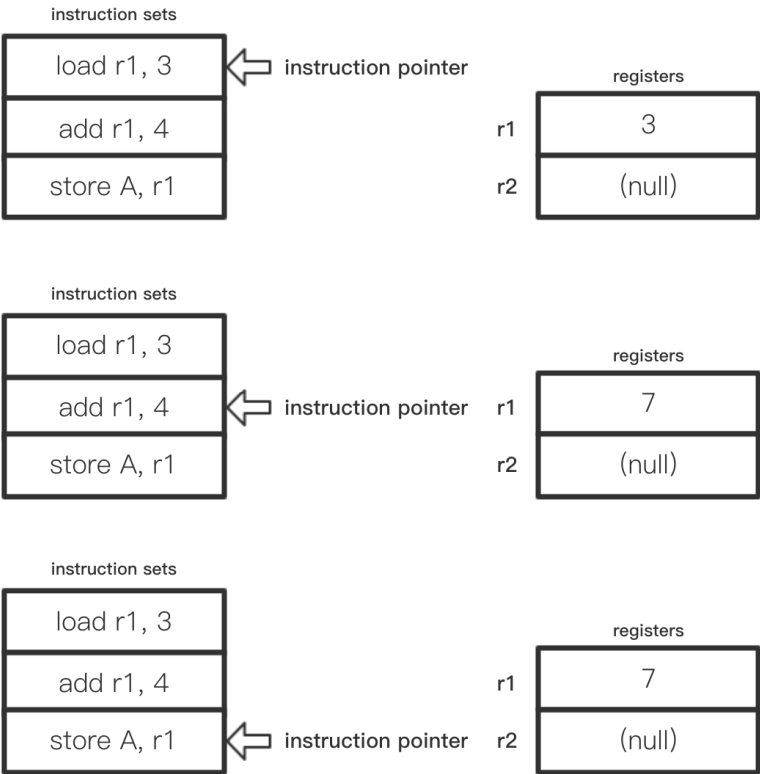 instruction sets
load r1, 3
instruction pointer
registers
add r1, 4
r1
3
store A, r1
r2
(null)
instruction sets
load r1, 3
registers
add r1, 4
instruction pointer
r1
7
store A, r1
r2
(null)
instruction sets
load r1, 3
registers
add r1, 4
r1
7
store A, r1
instruction pointer
r2
(null)